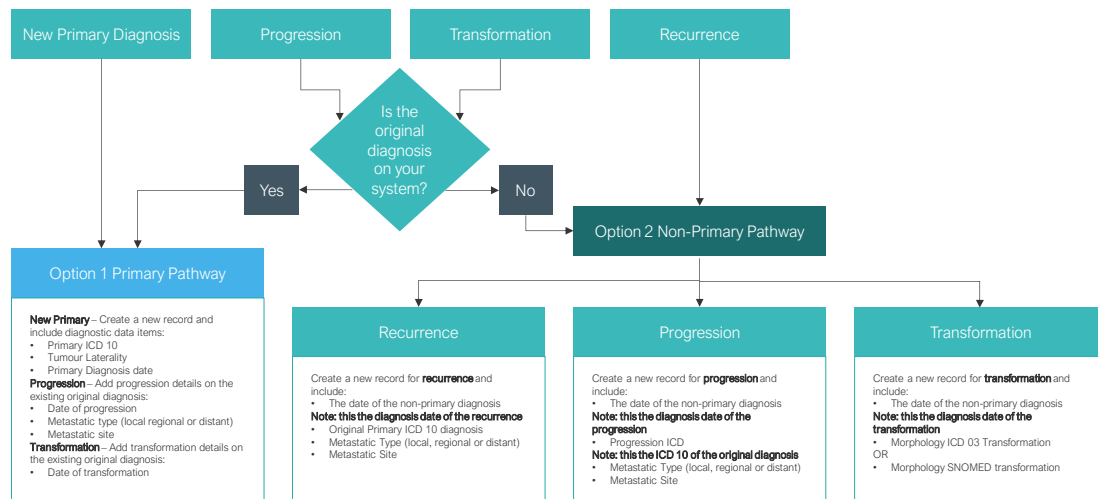 New Primary Diagnosis
Progression
Transformation
Recurrence
Is the
original
diagnosis
on your
system?
Yes
No
Option 2 Non-Primary Pathway
Option 1 Primary Pathway
New Primary – Create a new record and
include diagnostic data items:
• Primary ICD 10
• Tumour Laterality
• Primary Diagnosis date
Progression – Add progression details on the
existing original diagnosis:
• Date of progression
• Metastatic type (local regional or distant)
• Metastatic site
Transformation – Add transformation details on
the existing original diagnosis:
• Date of transformation
Recurrence
Create a new record for recurrence and
include:
• The date of the non-primary diagnosis
Note: this the diagnosis date of the recurrence
• Original Primary ICD 10 diagnosis
• Metastatic Type (local, regional or distant)
• Metastatic Site
Progression
Create a new record for progression and
include:
• The date of the non-primary diagnosis
Note: this the diagnosis date of the
progression
• Progression ICD
Note: this the ICD 10 of the original diagnosis
• Metastatic Type (local, regional or distant)
• Metastatic Site
Transformation
Create a new record for transformation and
include:
• The date of the non-primary diagnosis
Note: this the diagnosis date of the
transformation
• Morphology ICD 03 Transformation
OR
• Morphology SNOMED transformation